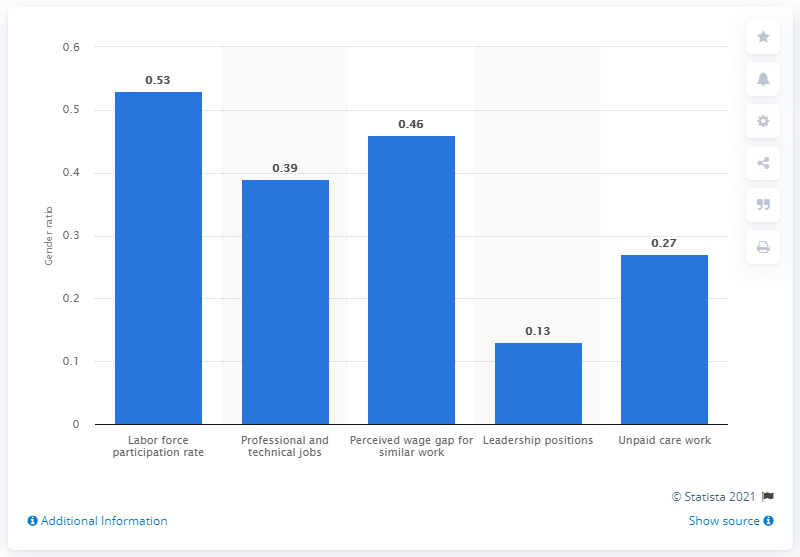 0.6
0.5
0.4
0.3
0.2
0.1
0
Gender ratio
0.53
0.39
0.46
0.13
0.27
Labor force
participation rate
Professional and
technical jobs
Perceived wage gap for
similar work
Leadership positions
Unpaid care work
© Statista 2021
Additional Information
Show source